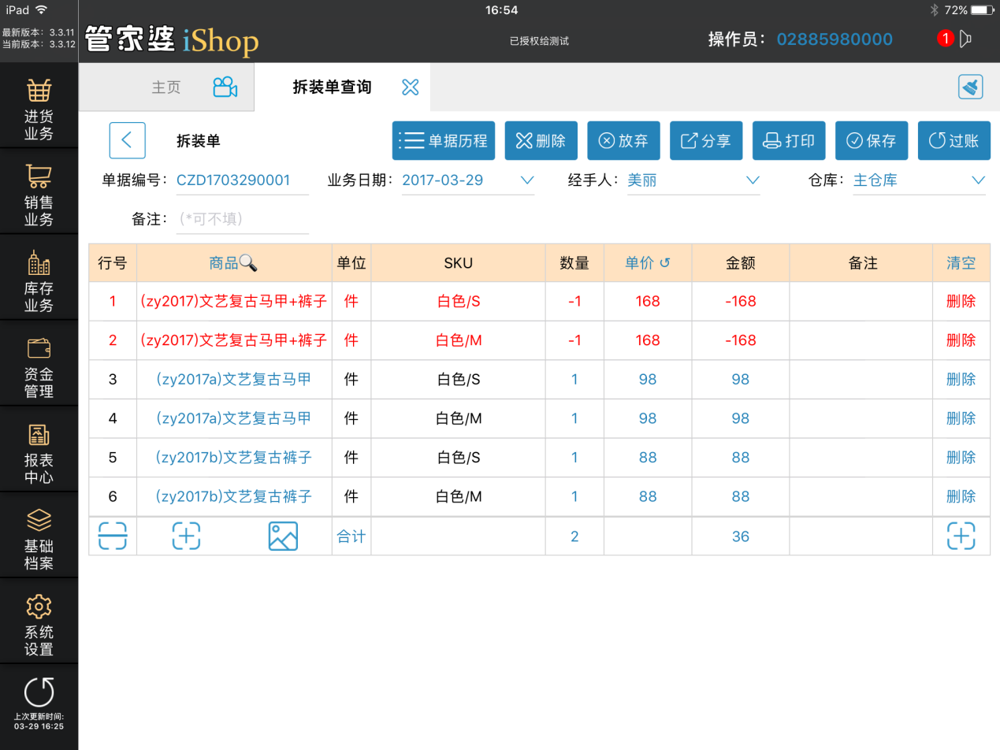 iPad 16:54 72%
最新版本: 3.3.11
当前版本: 3.3.12
管家婆 iShop
已授权给测试
操作员: 02885980000
1
主页
拆装单查询
进货
业务
销售
业务
库存
业务
资金
管理
报表
中心
基础
档案
系统
设置
上次更新时间:
03-29 16:25
拆装单 单据历程 删除 放弃 分享 打印 保存 过账
单据编号: CZD1703290001 业务日期: 2017-03-29 经手人: 美丽 仓库: 主仓库
备注: (*可不填)
行号 商品 单位 SKU 数量 单价 金额 备注 清空
1 (zy2017)文艺复古马甲+裤子 件 白色/S -1 168 -168 删除
2 (zy2017)文艺复古马甲+裤子 件 白色/M -1 168 -168 删除
3 (zy2017a)文艺复古马甲 件 白色/S 1 98 98 删除
4 (zy2017a)文艺复古马甲 件 白色/M 1 98 98 删除
5 (zy2017b)文艺复古裤子 件 白色/S 1 88 88 删除
6 (zy2017b)文艺复古裤子 件 白色/M 1 88 88 删除
合计 2 36